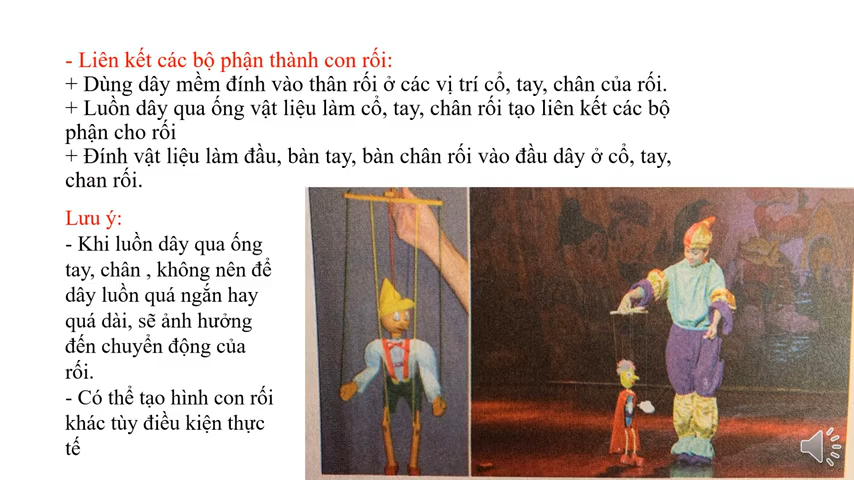 - Liên kết các bộ phận thành con rối:
+ Dùng dây mềm đính vào thân rối ở các vị trí cổ, tay, chân của rối.
+ Luồn dây qua ống vật liệu làm cổ, tay, chân rối tạo liên kết các bộ
phận cho rối
+ Đính vật liệu làm đầu, bàn tay, bàn chân rối vào đầu dây ở cổ, tay,
chan rối.
Lưu ý:
- Khi luồn dây qua ống
tay, chân , không nên để
dây luồn quá ngắn hay
quá dài, sẽ ảnh hưởng
đến chuyển động của
rối.
- Có thể tạo hình con rối
khác tùy điều kiện thực
tế